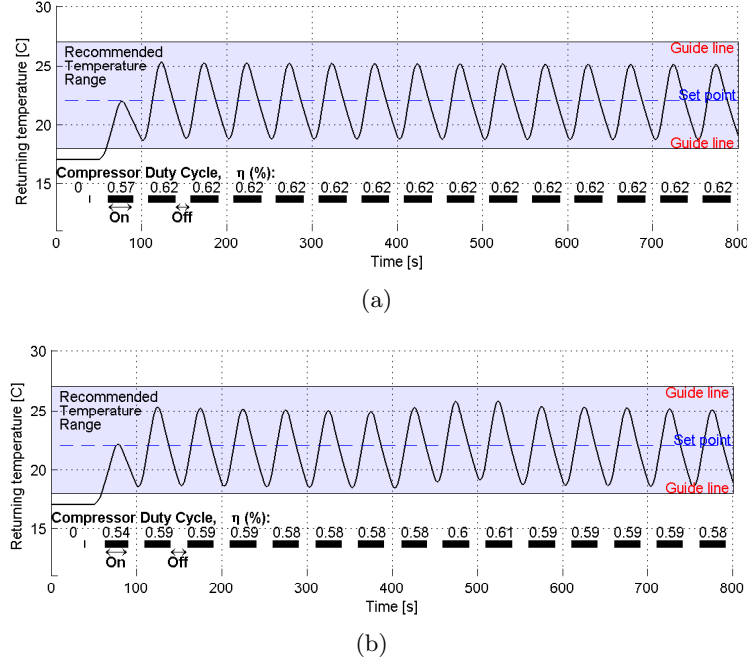 30
Recommended
Temperature
Range
Guide line
25
Set point
20
Guide line
Returning temperature [C]
Compressor Duty Cycle, η (%):
15
0 0.57 0.62 0.62 0.62 0.62 0.62 0.62 0.62 0.62 0.62 0.62 0.62 0.62 0.62
On Off
0 100 200 300 400 500 600 700 800
Time [s]
(a)
30
Recommended
Temperature
Range
Guide line
25
Set point
20
Guide line
Returning temperature [C]
Compressor Duty Cycle, η (%):
15
0 0.54 0.59 0.59 0.59 0.58 0.58 0.58 0.58 0.6 0.61 0.59 0.59 0.59 0.59 0.58
On Off
0 100 200 300 400 500 600 700 800
Time [s]
(b)